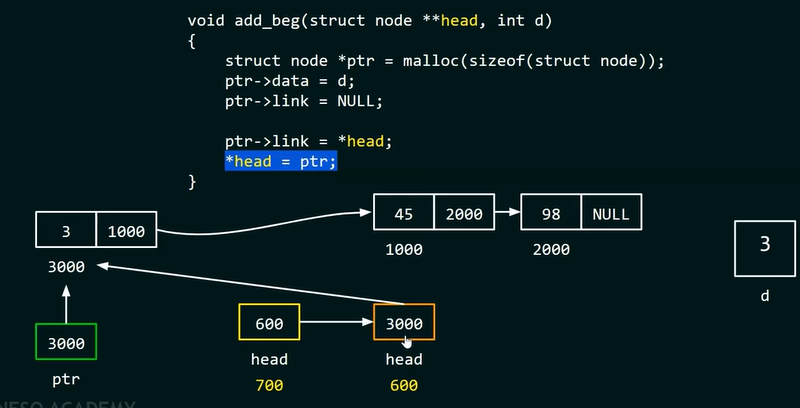 void add_beg(struct node **head, int d)
{
struct node *ptr = malloc(sizeof(struct node));
ptr->data = d;
ptr->link = NULL;
ptr->link = *head;
*head = ptr;
}
45 2000 98 NULL
3 1000
1000 2000
3
3000
d
600 3000
3000
head head
ptr
700 600
NESO ACADEMY